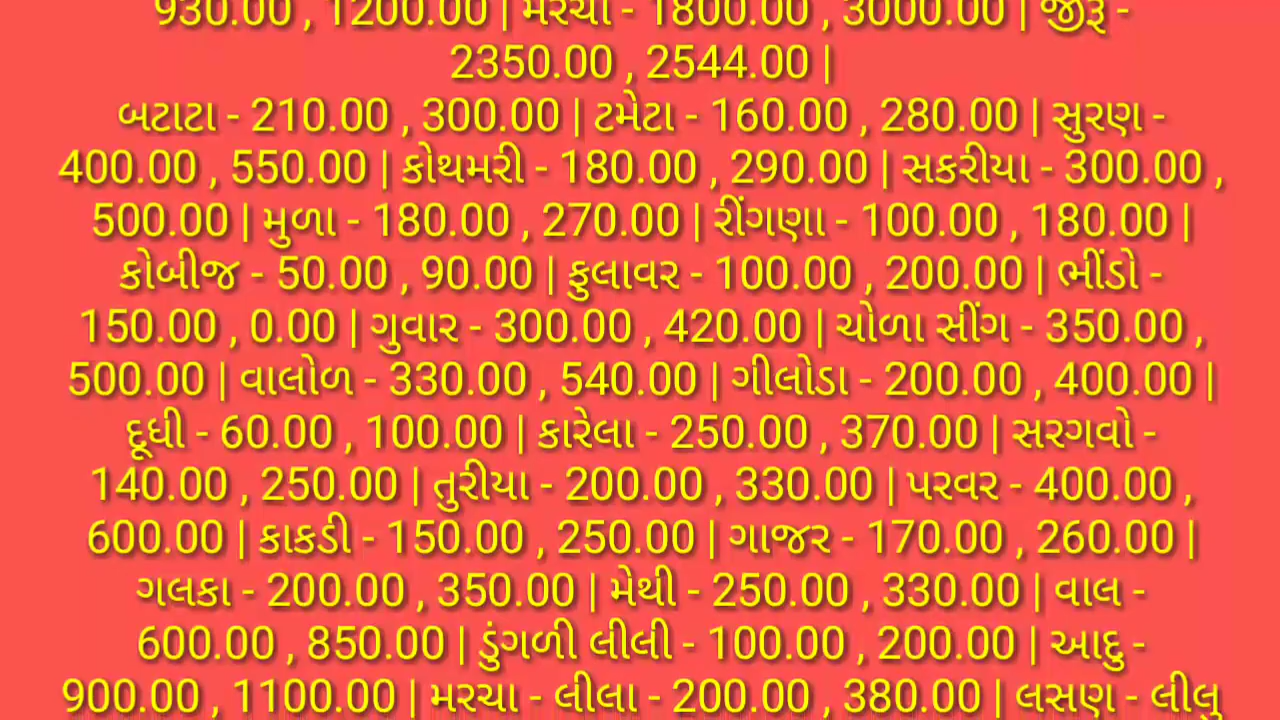 930.00 , 1200.00 | મરચા - 1800.00 , 3000.00 | જીરૂ -
2350.00 , 2544.00 |
બટાટા - 210.00 , 300.00 | ટમેટા - 160.00 , 280.00 | સુરણ -
400.00 , 550.00 | કોથમરી - 180.00 , 290.00 | સકરીયા - 300.00 ,
500.00 | મુળા - 180.00 , 270.00 | રીંગણા - 100.00 , 180.00 |
કોબીજ - 50.00 , 90.00 | ફુલાવર - 100.00 , 200.00 | ભીંડો -
150.00 , 0.00 | ગુવાર - 300.00 , 420.00 | ચોળા સીંગ - 350.00 ,
500.00 | વાલોળ - 330.00 , 540.00 | ગીલોડા - 200.00 , 400.00 |
દૂધી - 60.00 , 100.00 | કારેલા - 250.00 , 370.00 | સરગવો -
140.00 , 250.00 | તુરીયા - 200.00 , 330.00 | પરવર - 400.00 ,
600.00 | કાકડી - 150.00 , 250.00 | ગાજર - 170.00 , 260.00 |
ગલકા - 200.00 , 350.00 | મેથી - 250.00 , 330.00 | વાલ -
600.00 , 850.00 | ડુંગળી લીલી - 100.00 , 200.00 | આદુ -
900.00 , 1100.00 | મરચા - લીલા - 200.00 , 380.00 | લસણ -